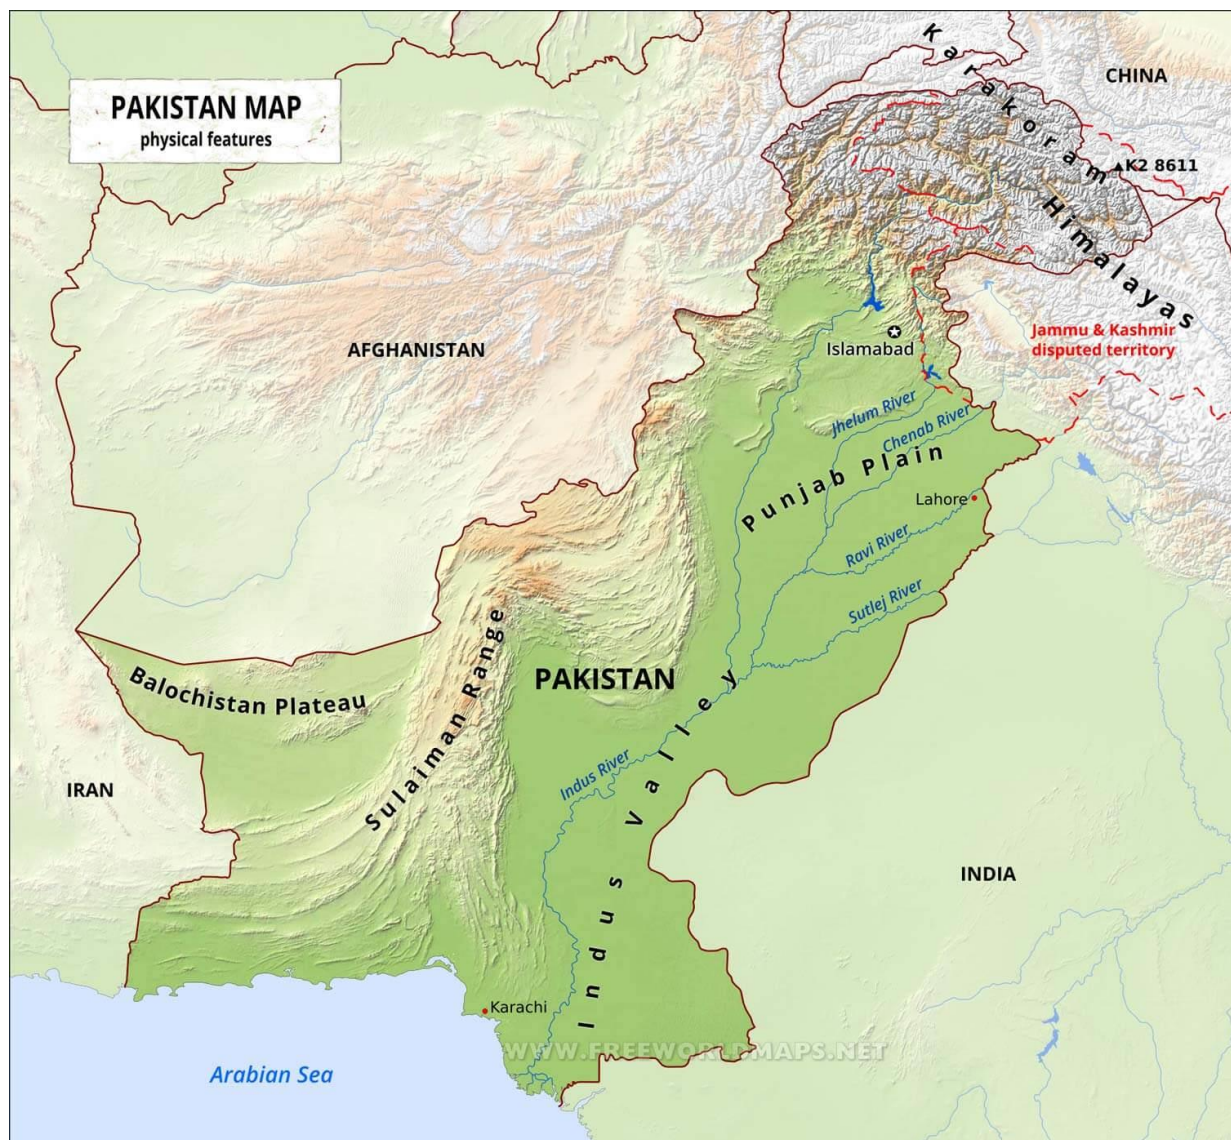 PAKISTAN MAP
physical features
Karakoram
CHINA
K2 8611
Himalayas
Jammu & Kashmir
disputed territory
AFGHANISTAN
Islamabad
Jhelum River
Chenab River
Punjab Plain
Lahore
Ravi River
Sutlej River
Sulaiman Range
PAKISTAN
Balochistan Plateau
IRAN
Indus River
Indus Valley
INDIA
Karachi
WWW.FREEWORLDMAPS.NET
Arabian Sea